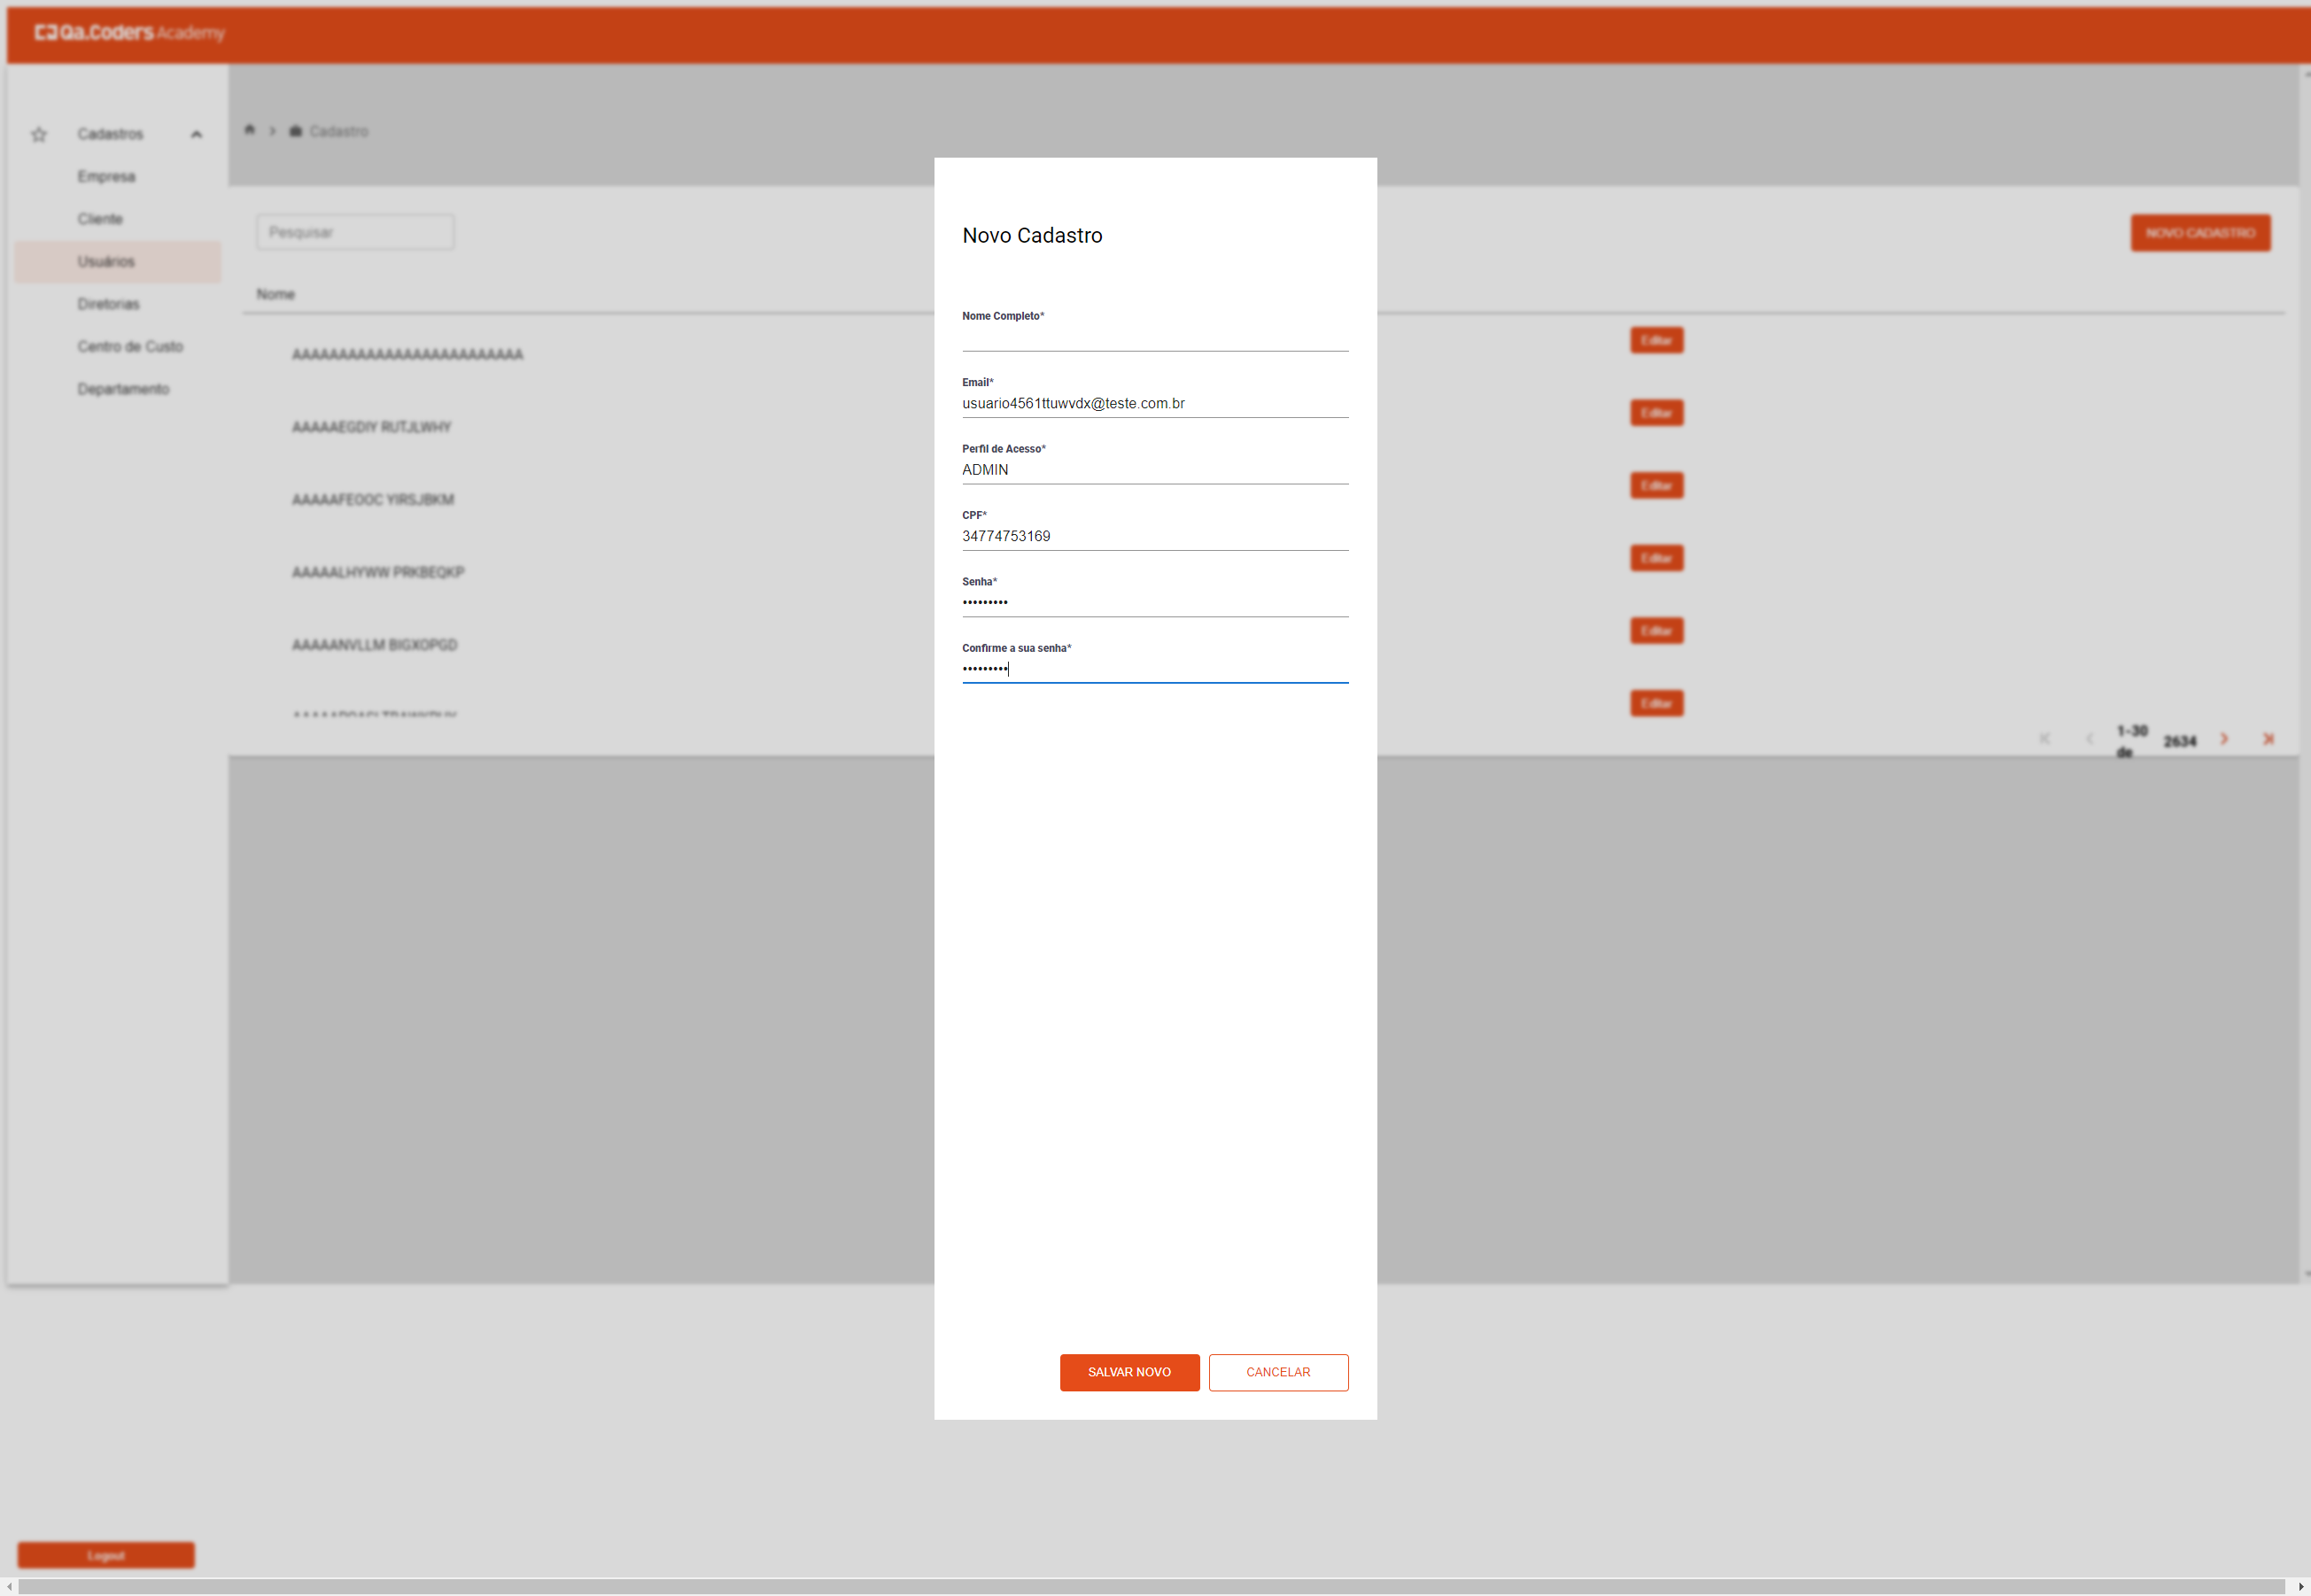 Qa.Coders Academy
Cadastros
Empresa
Cliente
Usuários
Diretorias
Centro de Custo
Departamento
Logout
Cadastro
Pesquisar
NOVO CADASTRO
Nome
AAAAAAAAAAAAAAAAAAAAAAAAA
Editar
AAAAAEGDIY RUTJLWHY
Editar
AAAAAFEOOC YIRSJBKM
Editar
AAAAALHYWW PRKBEQKP
Editar
AAAAANVLLM BIGXOPGD
Editar
Editar
1-30
de
2634
Novo Cadastro
Nome Completo*
Email*
usuario4561ttuwvdx@teste.com.br
Perfil de Acesso*
ADMIN
CPF*
34774753169
Senha*
•••••••••
Confirme a sua senha*
•••••••••
SALVAR NOVO
CANCELAR